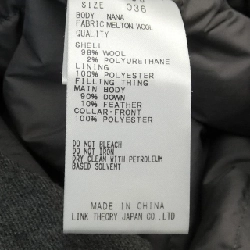 SIZE 036
BODY NANA
FABRIC MELTON WOOL
QUALITY
SHELL
98% WOOL
2% POLYURETHANE
LINING
100% POLYESTER
FILLING THING
MAIN BODY
90% DOWN
10% FEATHER
COLLAR-FRONT
100% POLYESTER
DO NOT BLEACH
DO NOT IRON
DRY CLEAN WITH PETROLEUM
BASED SOLVENT
MADE IN CHINA
LINK THEORY JAPAN CO.,LTD